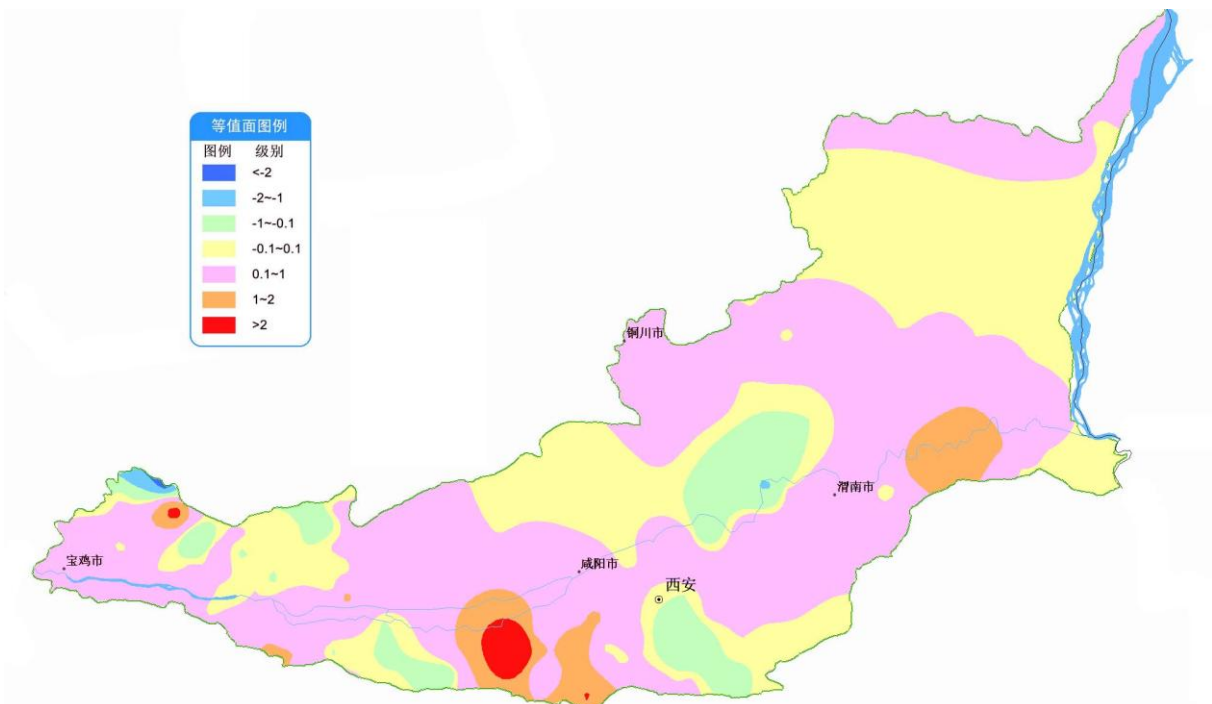 等值面图例
图例 级别
<-2
-2~-1
-1~-0.1
-0.1~0.1
0.1~1
1~2
>2
铜川市
渭南市
宝鸡市
咸阳市
西安